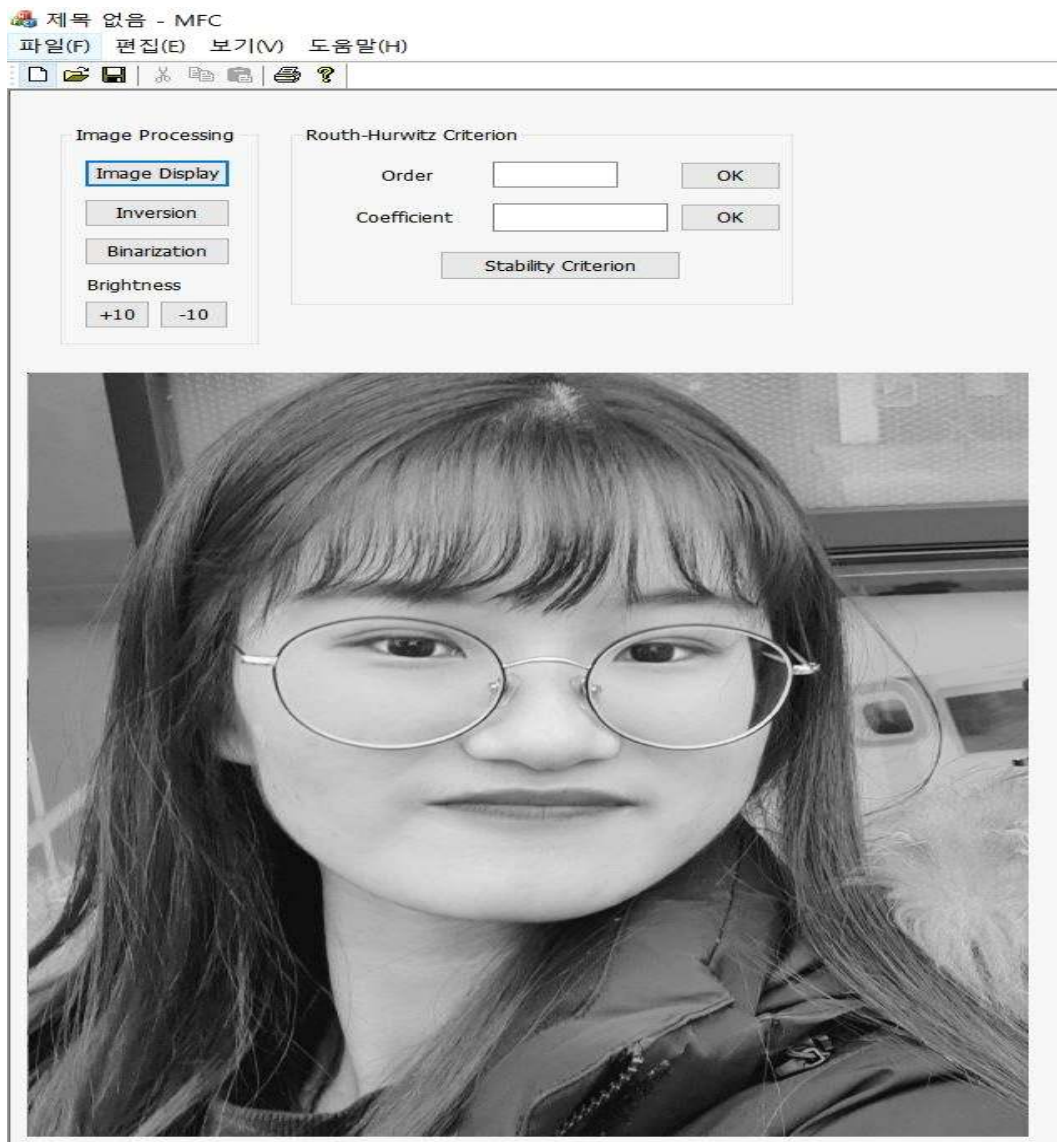 제목 없음 - MFC
파일(F) 편집(E) 보기(V) 도움말(H)
Image Processing
Image Display
Inversion
Binarization
Brightness
+10 -10
Routh-Hurwitz Criterion
Order OK
Coefficient OK
Stability Criterion